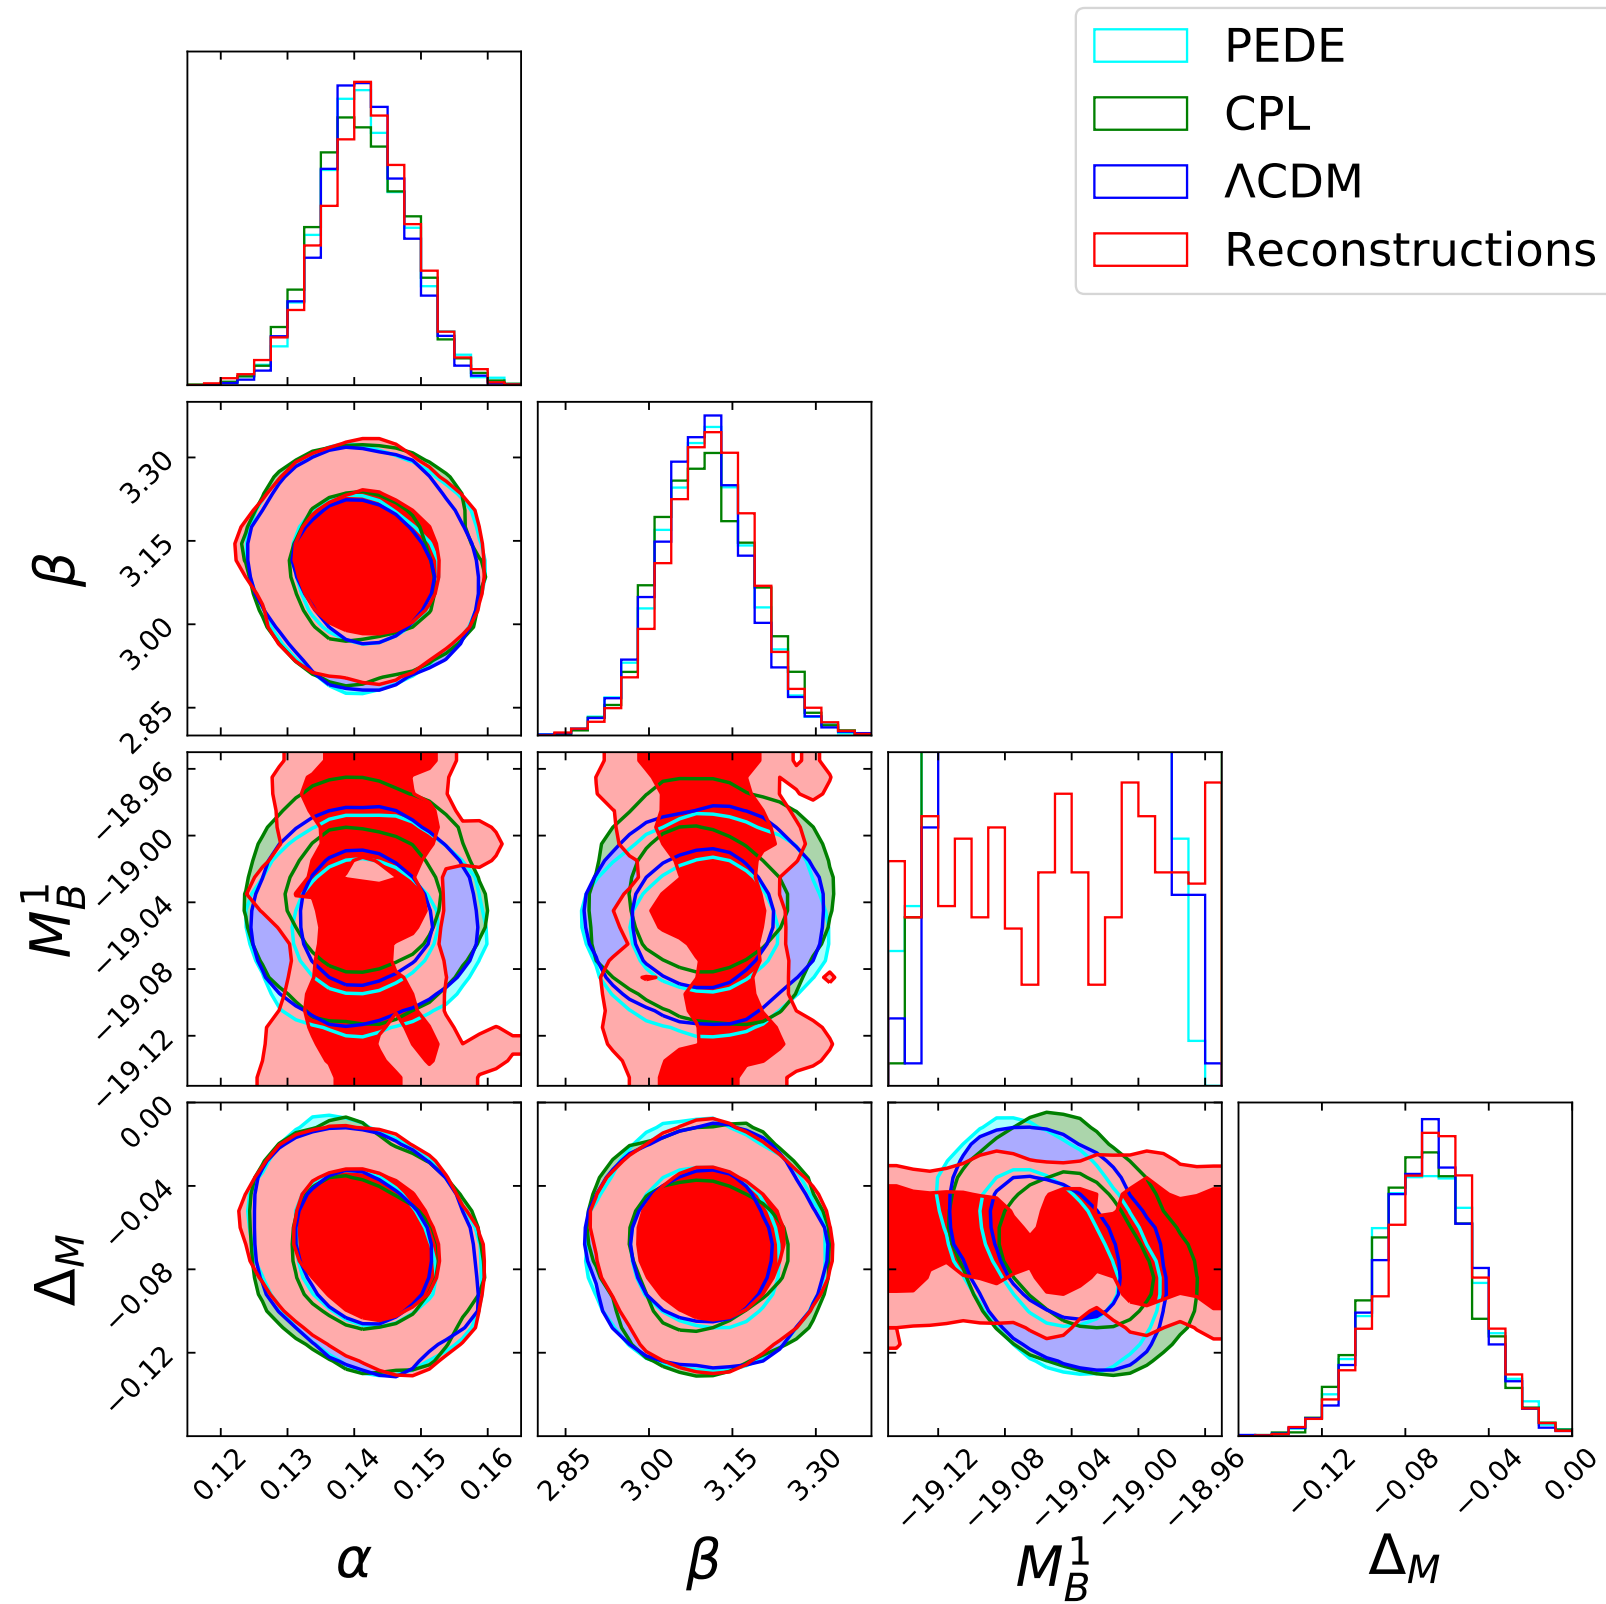 PEDE
CPL
ΛCDM
Reconstructions
β
3.30
3.15
3.00
2.85
M_B^1
−18.96
−19.00
−19.04
−19.08
−19.12
Δ_M
0.00
−0.04
−0.08
−0.12
0.12 0.13 0.14 0.15 0.16
2.85 3.00 3.15 3.30
−19.12 −19.08 −19.04 −19.00 −18.96
−0.12 −0.08 −0.04 0.00
α β M_B^1 Δ_M